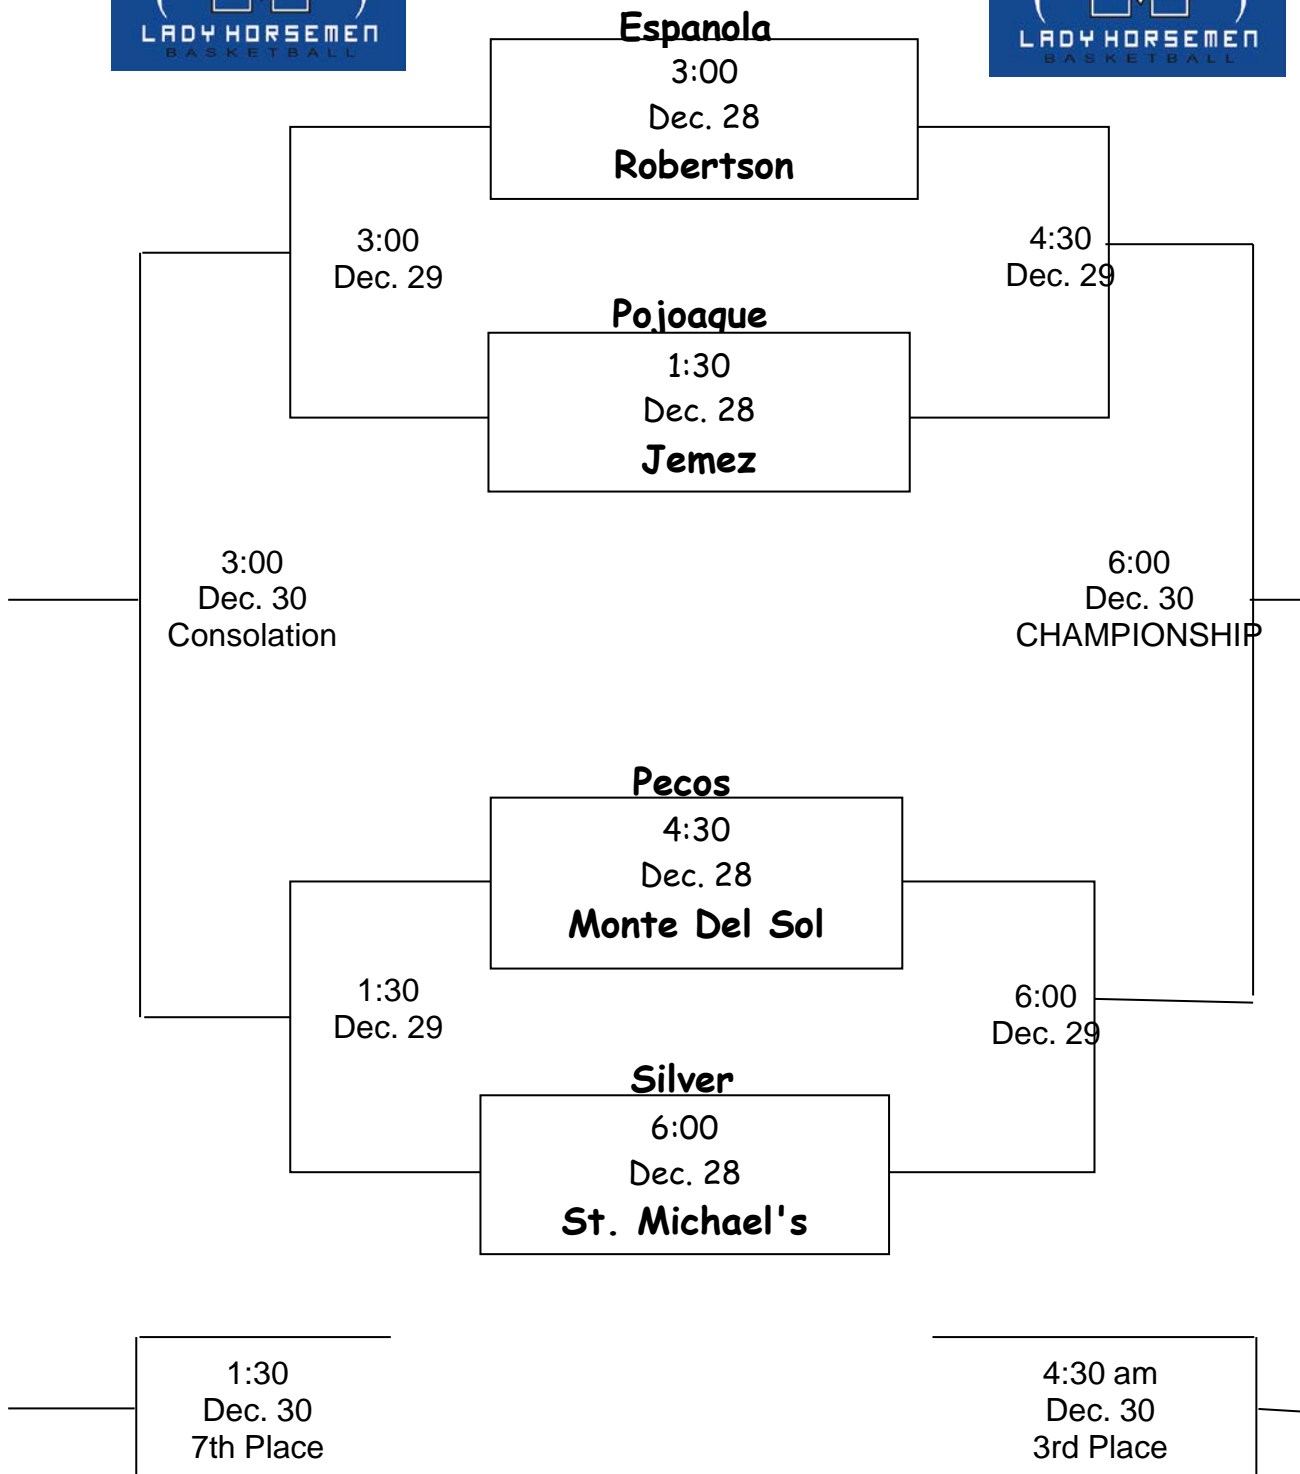 LADY HORSEMEN
BASKETBALL
LADY HORSEMEN
BASKETBALL
Espanola
3:00
Dec. 28
Robertson
3:00
Dec. 29
4:30
Dec. 29
Pojoaque
1:30
Dec. 28
Jemez
3:00
Dec. 30
Consolation
6:00
Dec. 30
CHAMPIONSHIP
Pecos
4:30
Dec. 28
Monte Del Sol
1:30
Dec. 29
6:00
Dec. 29
Silver
6:00
Dec. 28
St. Michael's
1:30
Dec. 30
7th Place
4:30 am
Dec. 30
3rd Place